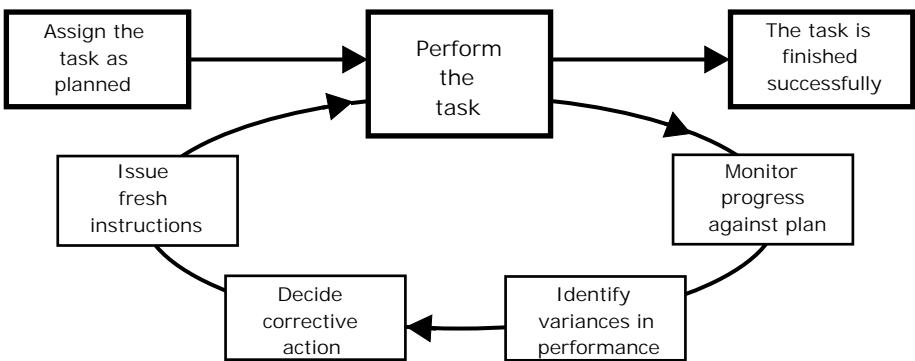 Assign the
task as
planned
Perform
the
task
The task is
finished
successfully
Issue
fresh
instructions
Monitor
progress
against plan
Decide
corrective
action
Identify
variances in
performance